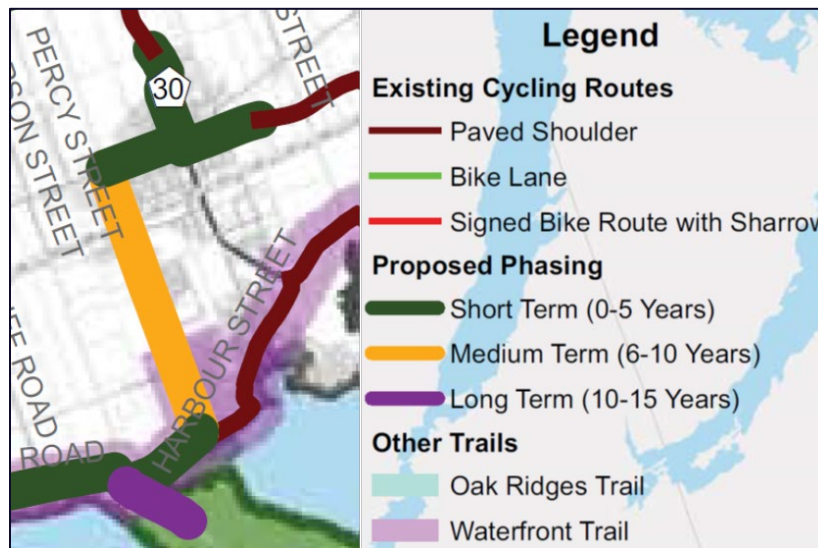 PERCY STREET
RSON STREET
30
STREET
HARBOUR STREET
ROAD
ROAD
Legend
Existing Cycling Routes
Paved Shoulder
Bike Lane
Signed Bike Route with Sharrow
Proposed Phasing
Short Term (0-5 Years)
Medium Term (6-10 Years)
Long Term (10-15 Years)
Other Trails
Oak Ridges Trail
Waterfront Trail